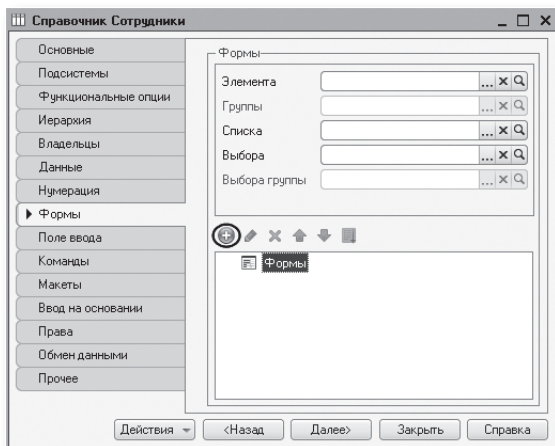 Справочник Сотрудники
Основные
Подсистемы
Функциональные опции
Иерархия
Владельцы
Данные
Нумерация
Формы
Поле ввода
Команды
Макеты
Ввод на основании
Права
Обмен данными
Прочее
Формы
Элемента
Группы
Списка
Выбора
Выбора группы
Формы
Действия
<Назад
Далее>
Закрыть
Справка